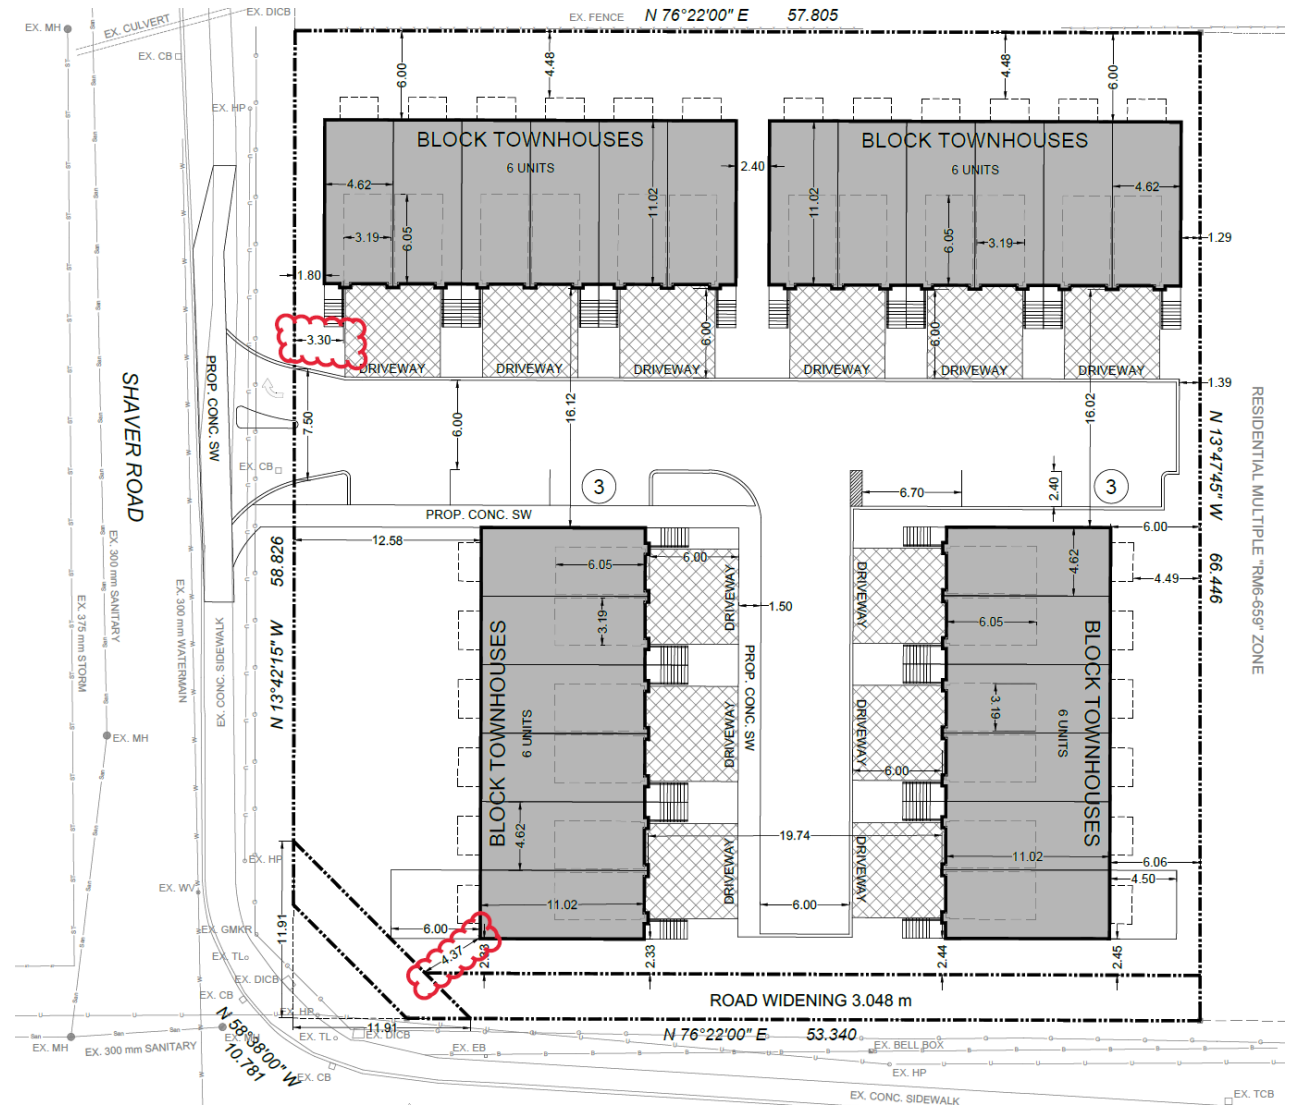 EX. DICB
EX. FENCE
N 76°22'00" E 57.805
EX. MH
EX. CULVERT
EX. CB
6.00
4.48
4.48
6.00
EX. HP
BLOCK TOWNHOUSES
6 UNITS
BLOCK TOWNHOUSES
6 UNITS
2.40
4.62
11.02
11.02
4.62
3.19
6.05
6.05
3.19
1.29
1.80
3.30
6.00
6.00
DRIVEWAY
DRIVEWAY
DRIVEWAY
DRIVEWAY
DRIVEWAY
DRIVEWAY
1.39
SHAVER ROAD
PROP. CONC. SW
7.50
6.00
16.12
16.02
N 13°47'45" W 66.446
RESIDENTIAL MULTIPLE "RM6-659" ZONE
EX. CB
3
6.70
2.40
3
PROP. CONC. SW
12.58
6.00
6.00
4.62
4.49
6.05
DRIVEWAY
DRIVEWAY
1.50
3.19
6.05
N 13°42'15" W 58.826
EX. 300 mm SANITARY
EX. 375 mm STORM
EX. 300 mm WATERMAIN
EX. CONC. SIDEWALK
BLOCK TOWNHOUSES
6 UNITS
PROP. CONC. SW
DRIVEWAY
DRIVEWAY
3.19
6 UNITS
BLOCK TOWNHOUSES
EX. MH
6.00
4.62
19.74
DRIVEWAY
DRIVEWAY
11.02
6.06
4.50
EX. HP
EX. WV
11.91
11.02
6.00
6.00
EX. GMKR
4.37
2.33
2.33
2.44
2.45
EX. TL
EX. DICB
EX. CB
EX. HP
ROAD WIDENING 3.048 m
11.91
N 76°22'00" E 53.340
EX. MH
EX. TL
EX. DICB
EX. MH
EX. 300 mm SANITARY
N 58°38'00" W
10.781
EX. EB
EX. BELL BOX
EX. HP
EX. CB
EX. CONC. SIDEWALK
EX. TCB